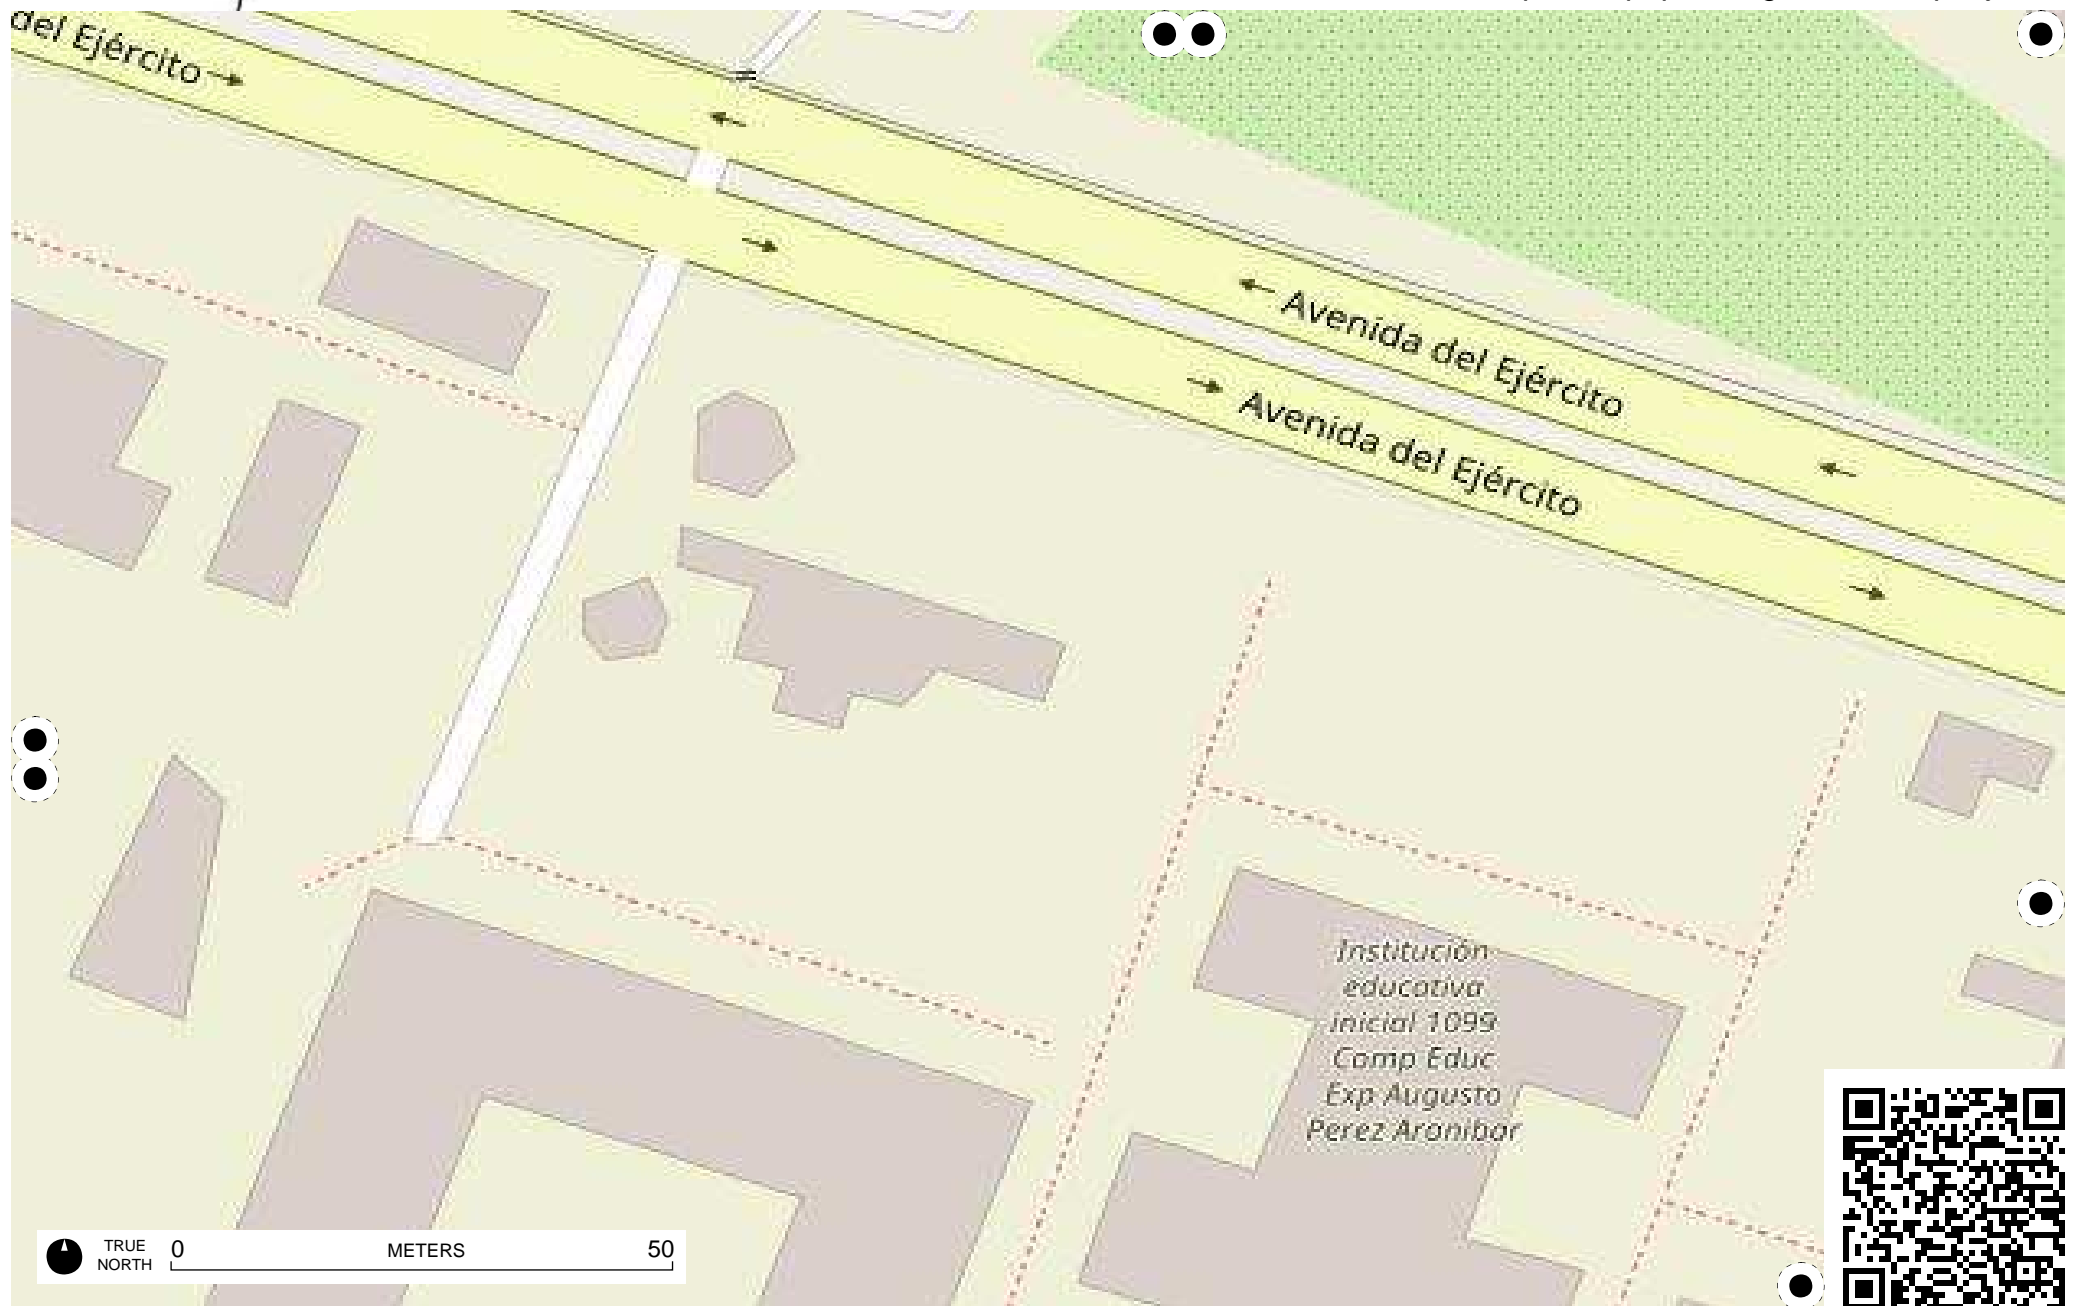 del Ejército
Avenida del Ejército
Avenida del Ejército
Institución
educativa
inicial 1099
Comp Educ
Exp Augusto
Perez Aranibar
TRUE
NORTH
0 METERS 50